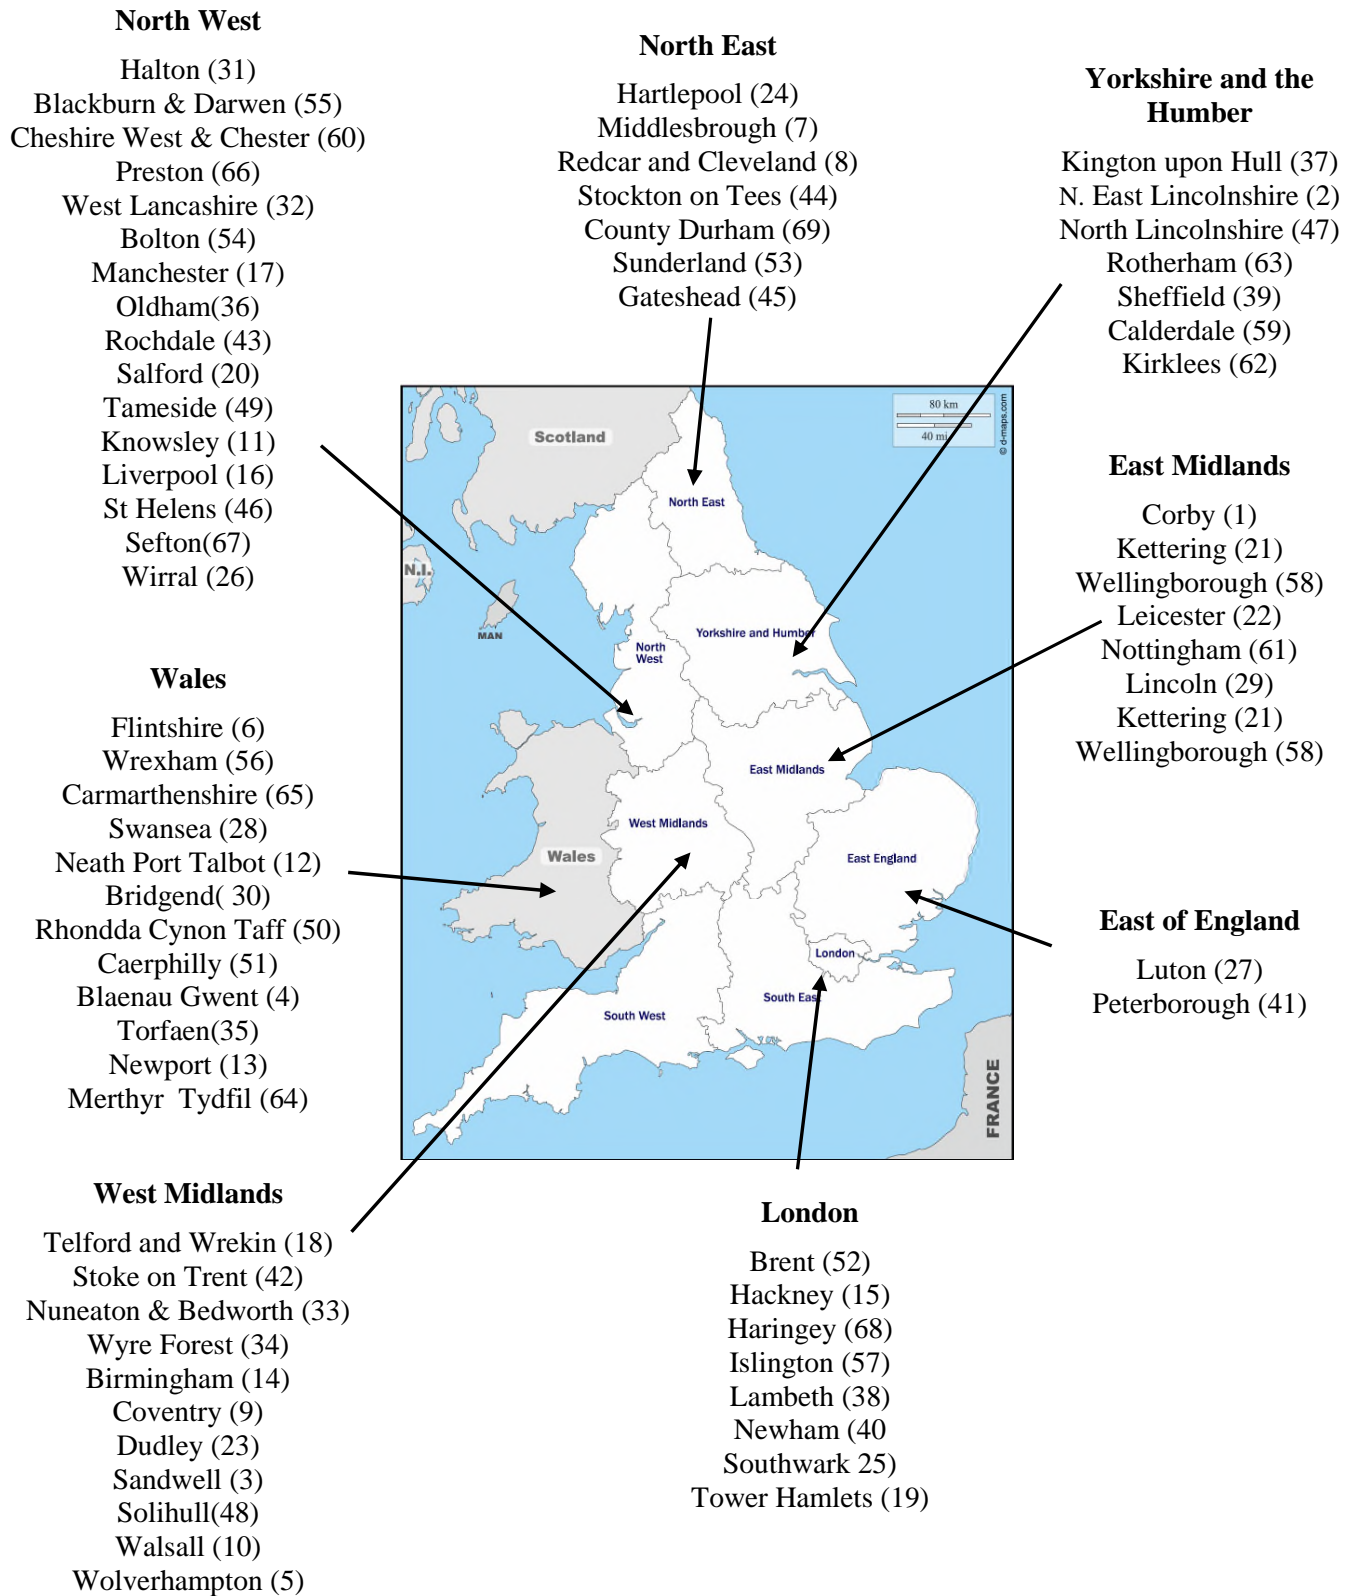 North West
Halton (31)
Blackburn & Darwen (55)
Cheshire West & Chester (60)
Preston (66)
West Lancashire (32)
Bolton (54)
Manchester (17)
Oldham(36)
Rochdale (43)
Salford (20)
Tameside (49)
Knowsley (11)
Liverpool (16)
St Helens (46)
Sefton(67)
Wirral (26)
North East
Hartlepool (24)
Middlesbrough (7)
Redcar and Cleveland (8)
Stockton on Tees (44)
County Durham (69)
Sunderland (53)
Gateshead (45)
Yorkshire and the
Humber
Kington upon Hull (37)
N. East Lincolnshire (2)
North Lincolnshire (47)
Rotherham (63)
Sheffield (39)
Calderdale (59)
Kirklees (62)
80 km
40 mi
© d-maps.com
Scotland
North East
N.I.
MAN
Yorkshire and Humber
North
West
East Midlands
West Midlands
Wales
East England
London
South East
South West
FRANCE
East Midlands
Corby (1)
Kettering (21)
Wellingborough (58)
Leicester (22)
Nottingham (61)
Lincoln (29)
Kettering (21)
Wellingborough (58)
Wales
Flintshire (6)
Wrexham (56)
Carmarthenshire (65)
Swansea (28)
Neath Port Talbot (12)
Bridgend( 30)
Rhondda Cynon Taff (50)
Caerphilly (51)
Blaenau Gwent (4)
Torfaen(35)
Newport (13)
Merthyr  Tydfil (64)
East of England
Luton (27)
Peterborough (41)
West Midlands
Telford and Wrekin (18)
Stoke on Trent (42)
Nuneaton & Bedworth (33)
Wyre Forest (34)
Birmingham (14)
Coventry (9)
Dudley (23)
Sandwell (3)
Solihull(48)
Walsall (10)
Wolverhampton (5)
London
Brent (52)
Hackney (15)
Haringey (68)
Islington (57)
Lambeth (38)
Newham (40
Southwark 25)
Tower Hamlets (19)